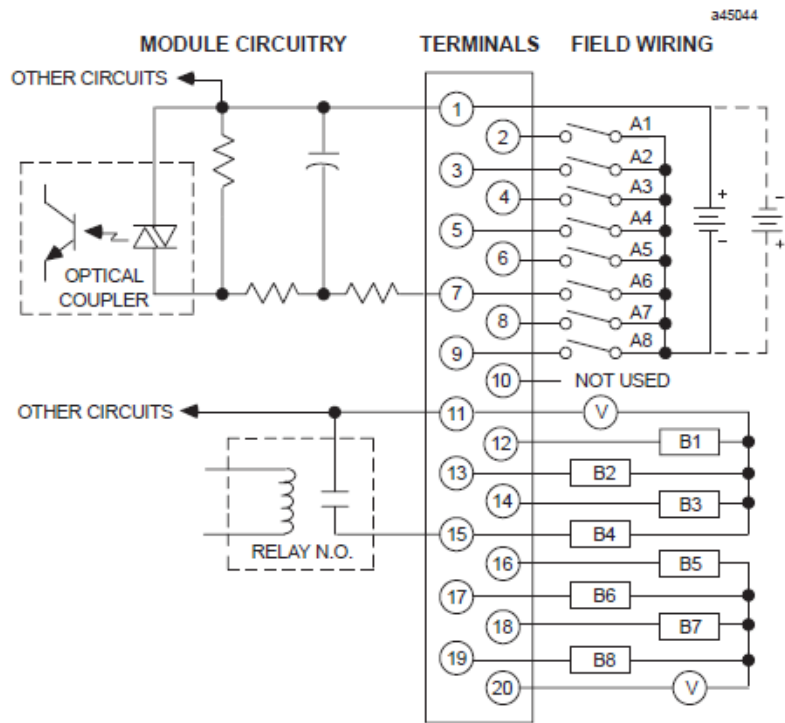 a45044
MODULE CIRCUITRY TERMINALS FIELD WIRING
OTHER CIRCUITS
1
2 A1
3 A2
4 A3
5 A4
6 A5
7 A6
8 A7
9 A8
+
-
-
+
OPTICAL
COUPLER
10 NOT USED
OTHER CIRCUITS
11 V
12 B1
13 B2
14 B3
15 B4
RELAY N.O.
16 B5
17 B6
18 B7
19 B8
20 V